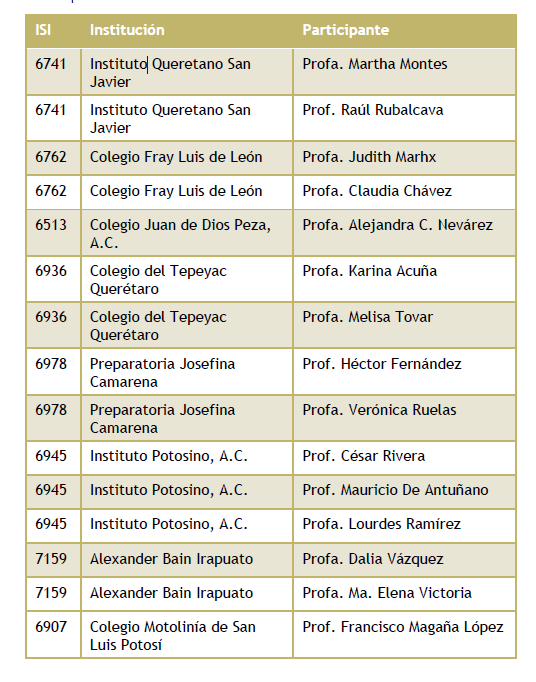 ISI Institución Participante
6741 Instituto Queretano San Profa. Martha Montes
Javier
6741 Instituto Queretano San Prof. Raúl Rubalcava
Javier
6762 Colegio Fray Luis de León Profa. Judith Marhx
6762 Colegio Fray Luis de León Profa. Claudia Chávez
6513 Colegio Juan de Dios Peza, Profa. Alejandra C. Nevárez
A.C.
6936 Colegio del Tepeyac Profa. Karina Acuña
Querétaro
6936 Colegio del Tepeyac Profa. Melisa Tovar
Querétaro
6978 Preparatoria Josefina Prof. Héctor Fernández
Camarena
6978 Preparatoria Josefina Profa. Verónica Ruelas
Camarena
6945 Instituto Potosino, A.C. Prof. César Rivera
6945 Instituto Potosino, A.C. Prof. Mauricio De Antuñano
6945 Instituto Potosino, A.C. Profa. Lourdes Ramírez
7159 Alexander Bain Irapuato Profa. Dalia Vázquez
7159 Alexander Bain Irapuato Profa. Ma. Elena Victoria
6907 Colegio Motolinía de San Prof. Francisco Magaña López
Luis Potosí